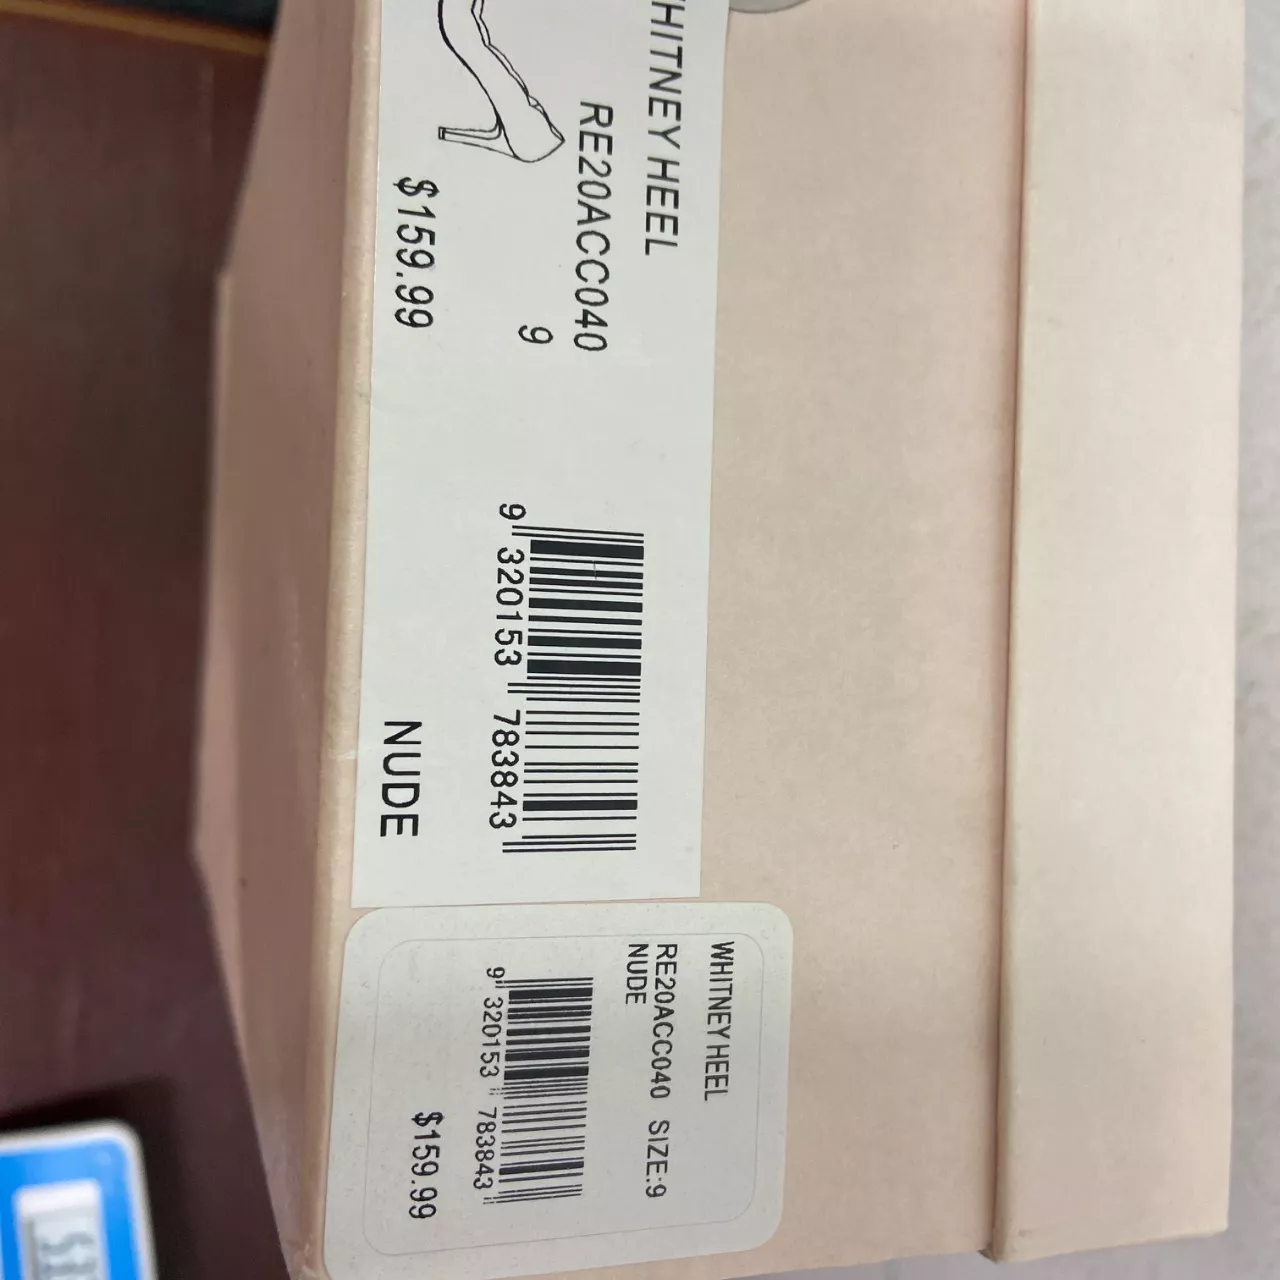 WHITNEY HEEL
RE20ACC040
9
$159.99
9 320153 783843
NUDE
WHITNEY HEEL
RE20ACC040 SIZE:9
NUDE
9 320153 783843
$159.99